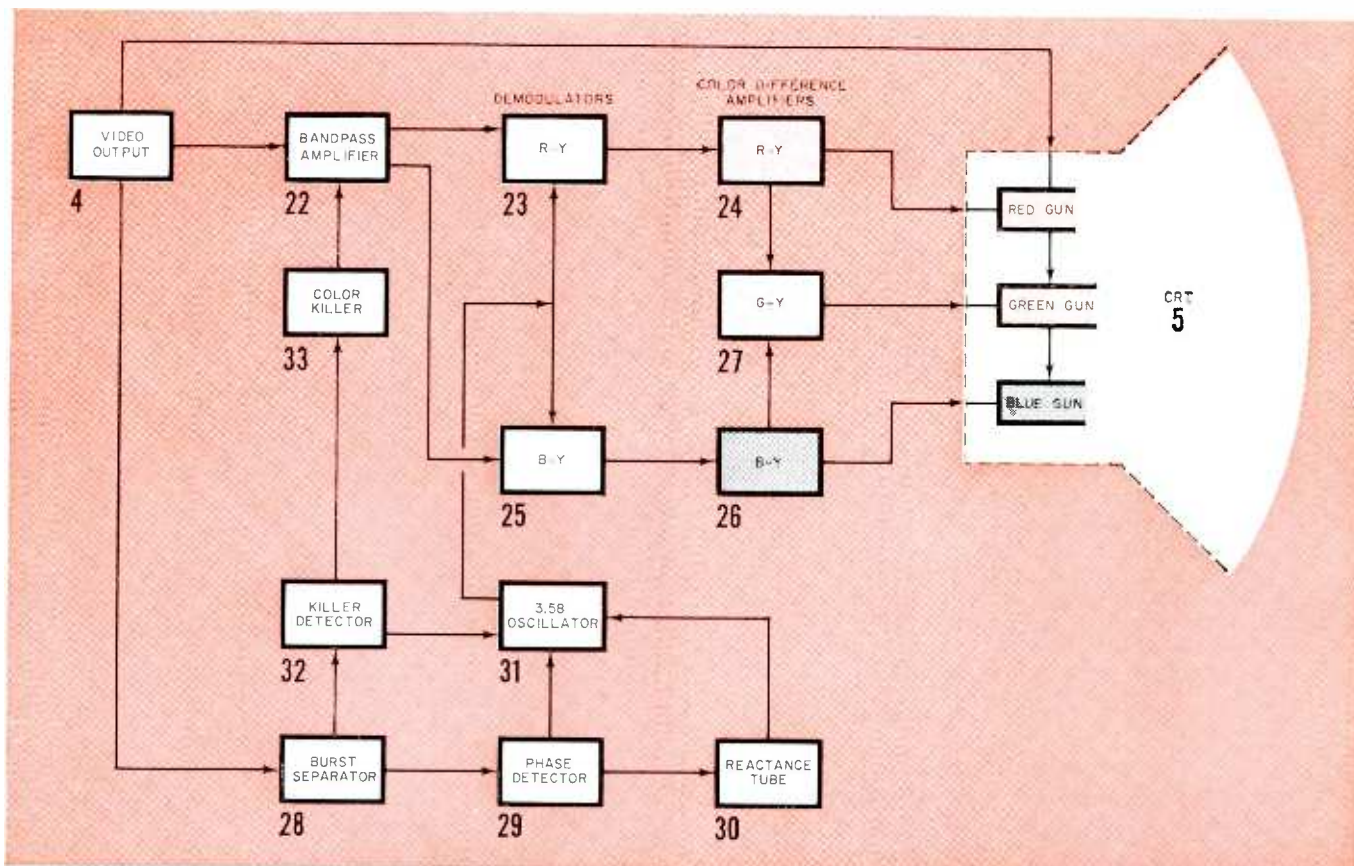 DEMODULATORS
COLOR DIFFERENCE
AMPLIFIERS
VIDEO
OUTPUT
4
BANDPASS
AMPLIFIER
22
R-Y
23
R-Y
24
RED GUN
COLOR
KILLER
33
G-Y
27
GREEN GUN
CRT
5
BLUE GUN
B-Y
25
B-Y
26
KILLER
DETECTOR
32
3.58
OSCILLATOR
31
BURST
SEPARATOR
28
PHASE
DETECTOR
29
REACTANCE
TUBE
30